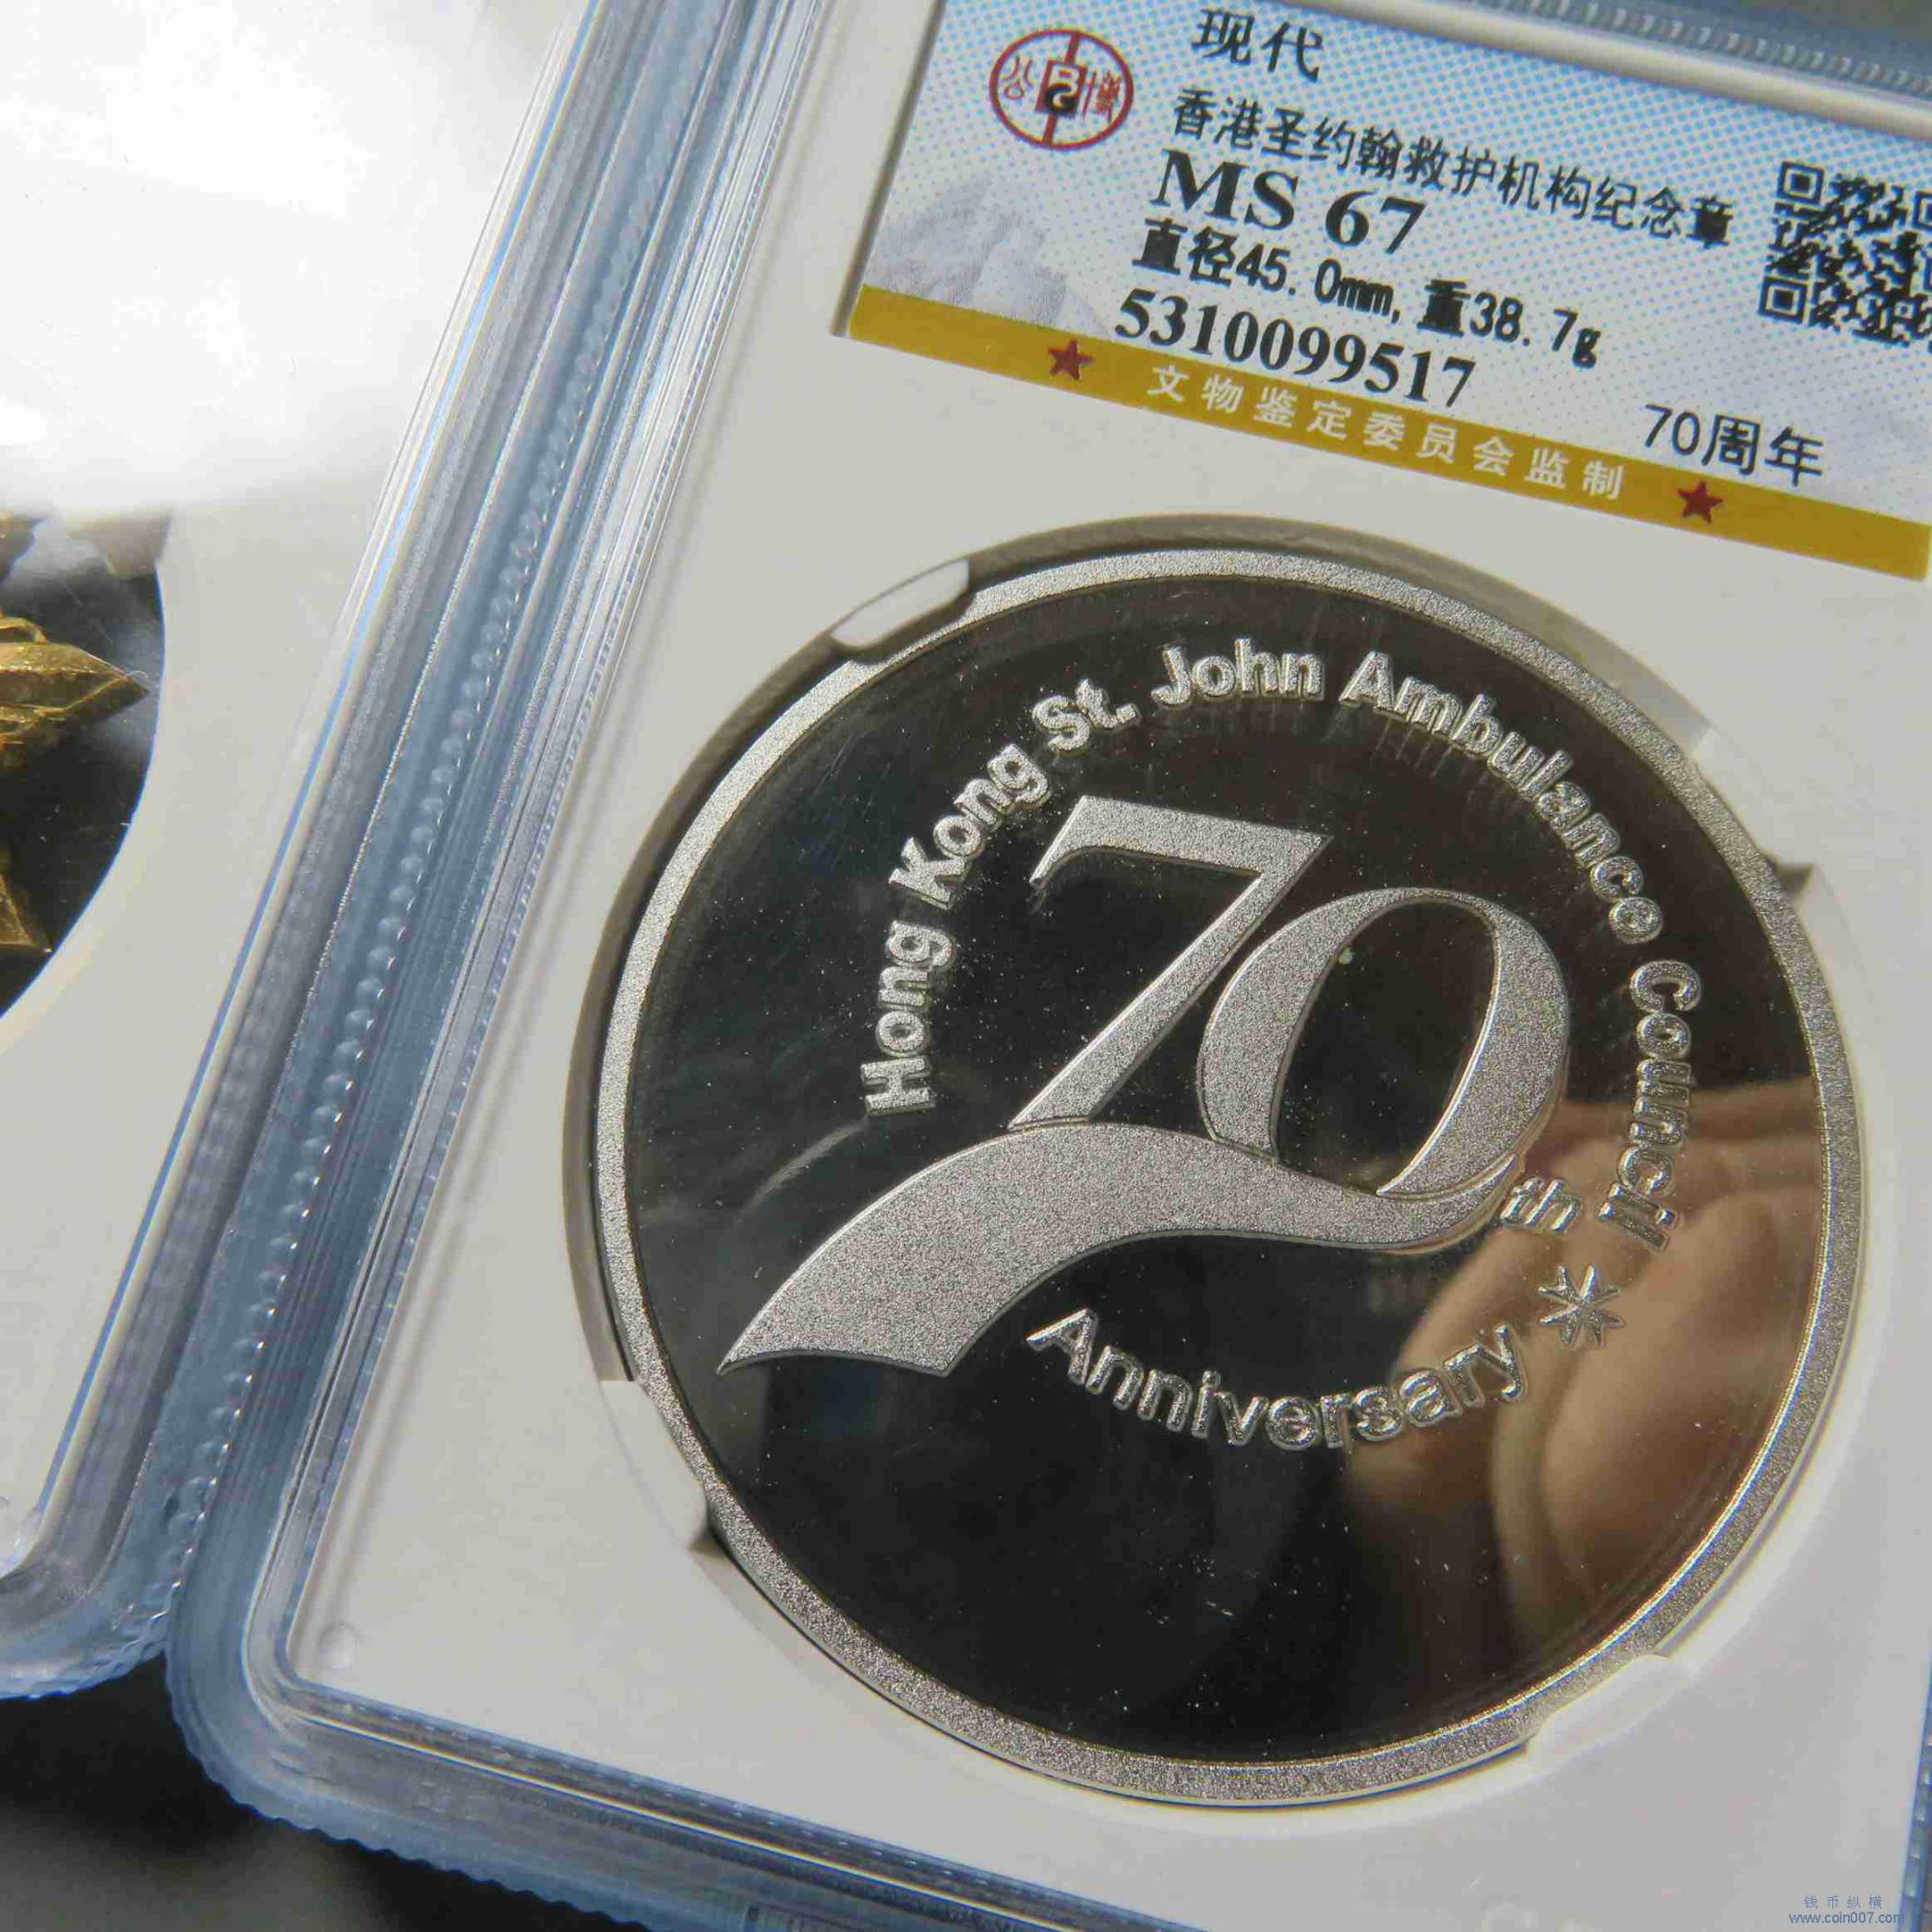 现代
香港圣约翰救护机构纪念章
MS 67
直径45.0mm,重38.7g
5310099517
70周年
文物鉴定委员会监制
公博
Hong Kong St. John Ambulance Council
70
th
Anniversary
钱币纵横
www.coin007.com